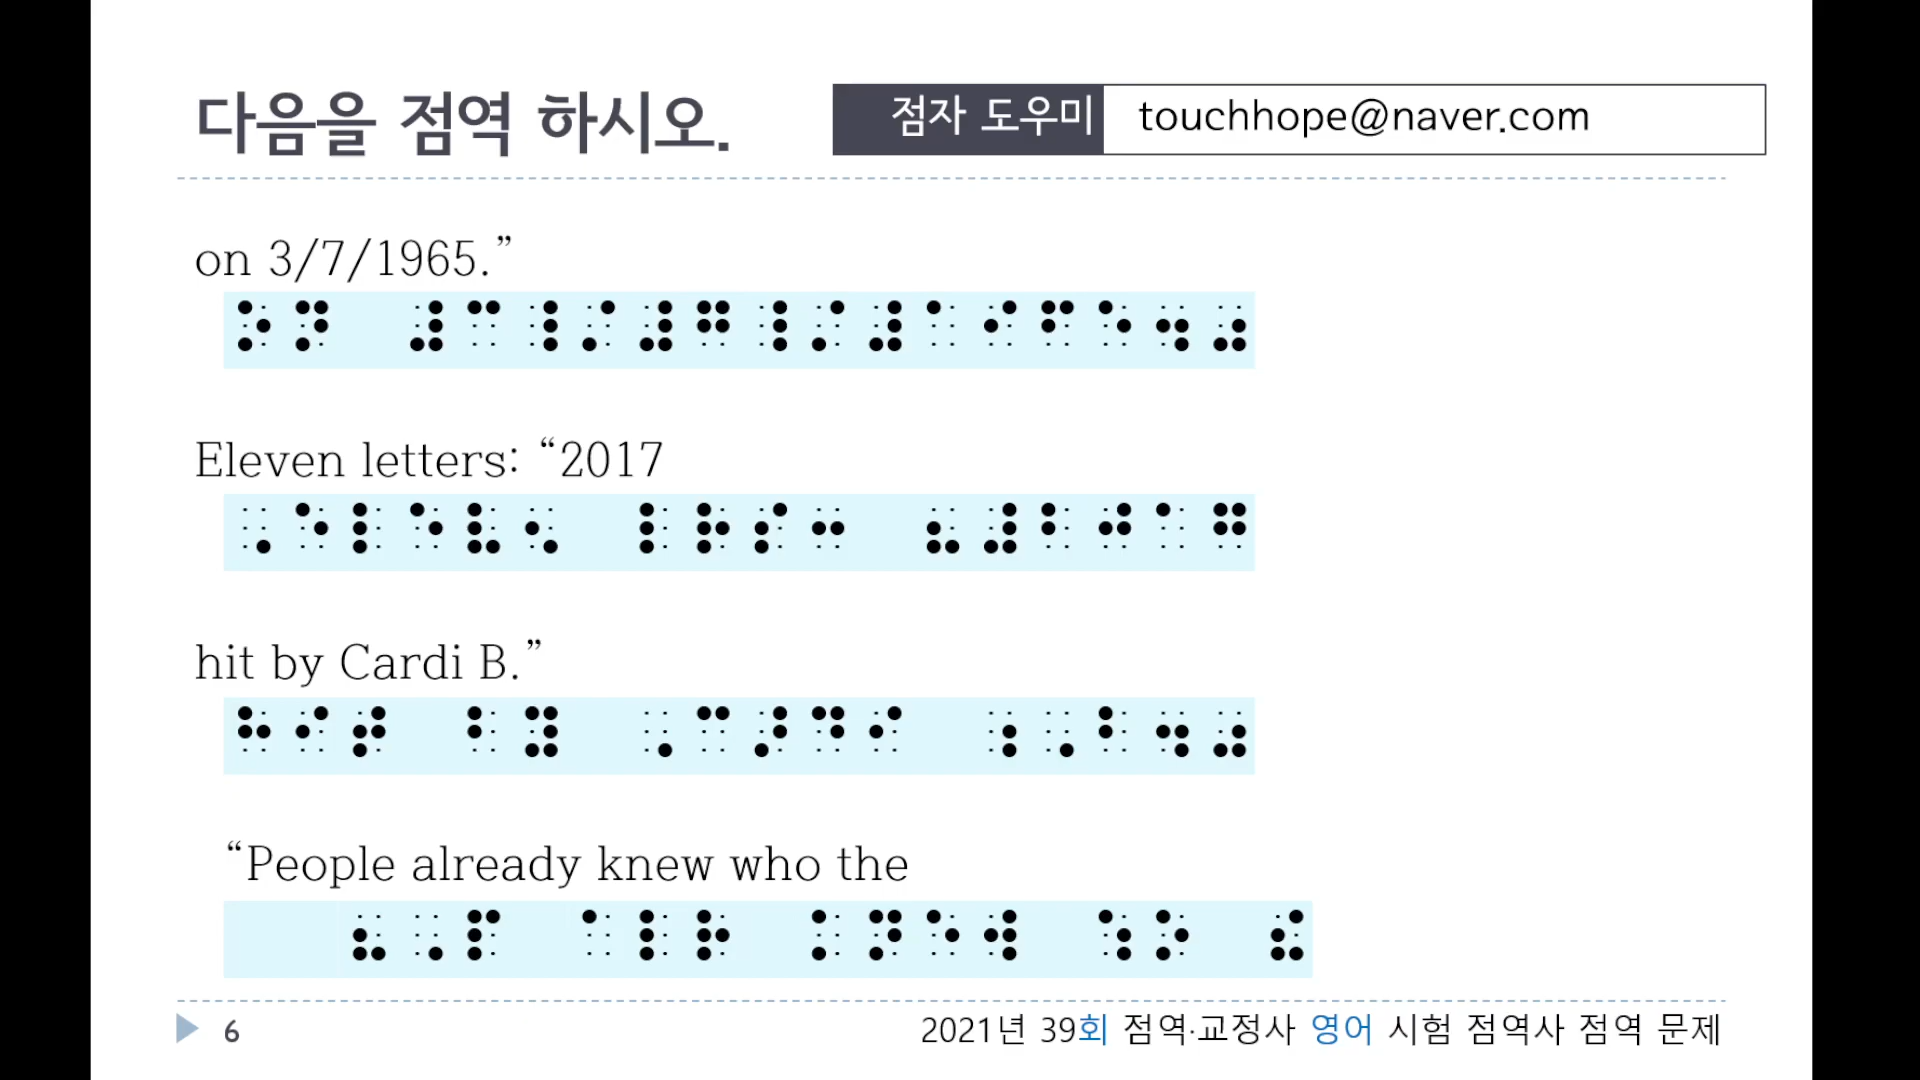 다음을 점역 하시오.
점자 도우미 touchhope@naver.com
on 3/7/1965.”
⠕⠝ ⠼⠉⠸⠌⠼⠛⠸⠌⠼⠁⠊⠋⠑⠲⠴
Eleven letters: “2017
⠠⠑⠇⠑⠧⠢ ⠇⠗⠎⠒ ⠦⠼⠃⠚⠁⠛
hit by Cardi B.”
⠓⠊⠞ ⠃⠽ ⠠⠉⠜⠙⠊ ⠰⠠⠃⠲⠴
“People already knew who the
⠦⠠⠏ ⠁⠇⠗ ⠅⠝⠑⠺ ⠱⠕ ⠮
6 2021년 39회 점역·교정사 영어 시험 점역사 점역 문제